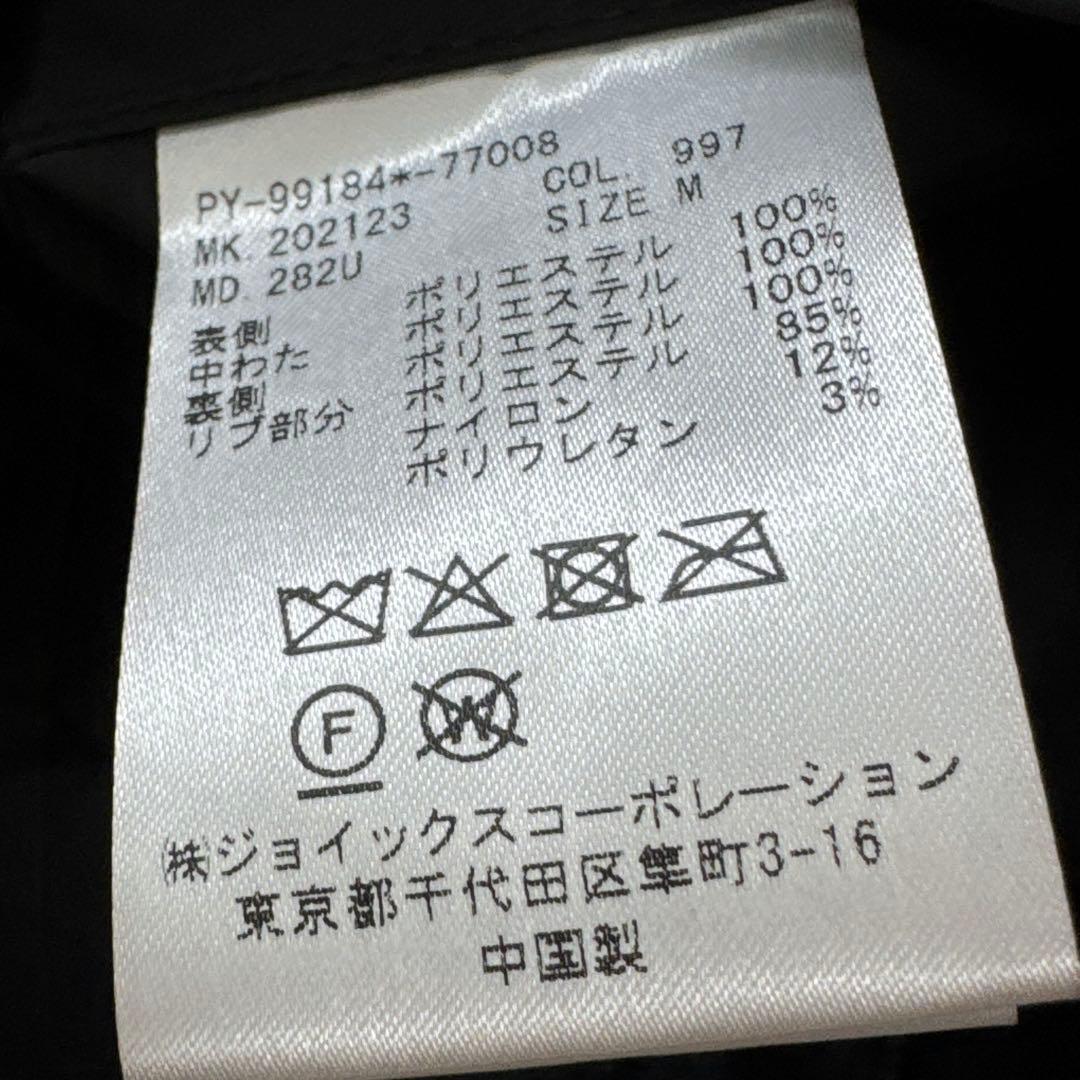 PY-99184*-77008
MK. 202123 COL. 997
MD. 282U SIZE M
表側 ポリエステル 100%
中わた ポリエステル 100%
裏側 ポリエステル 100%
リブ部分 ポリエステル 85%
ナイロン 12%
ポリウレタン 3%
F
W
㈱ジョイックスコーポレーション
東京都千代田区隼町3-16
中国製